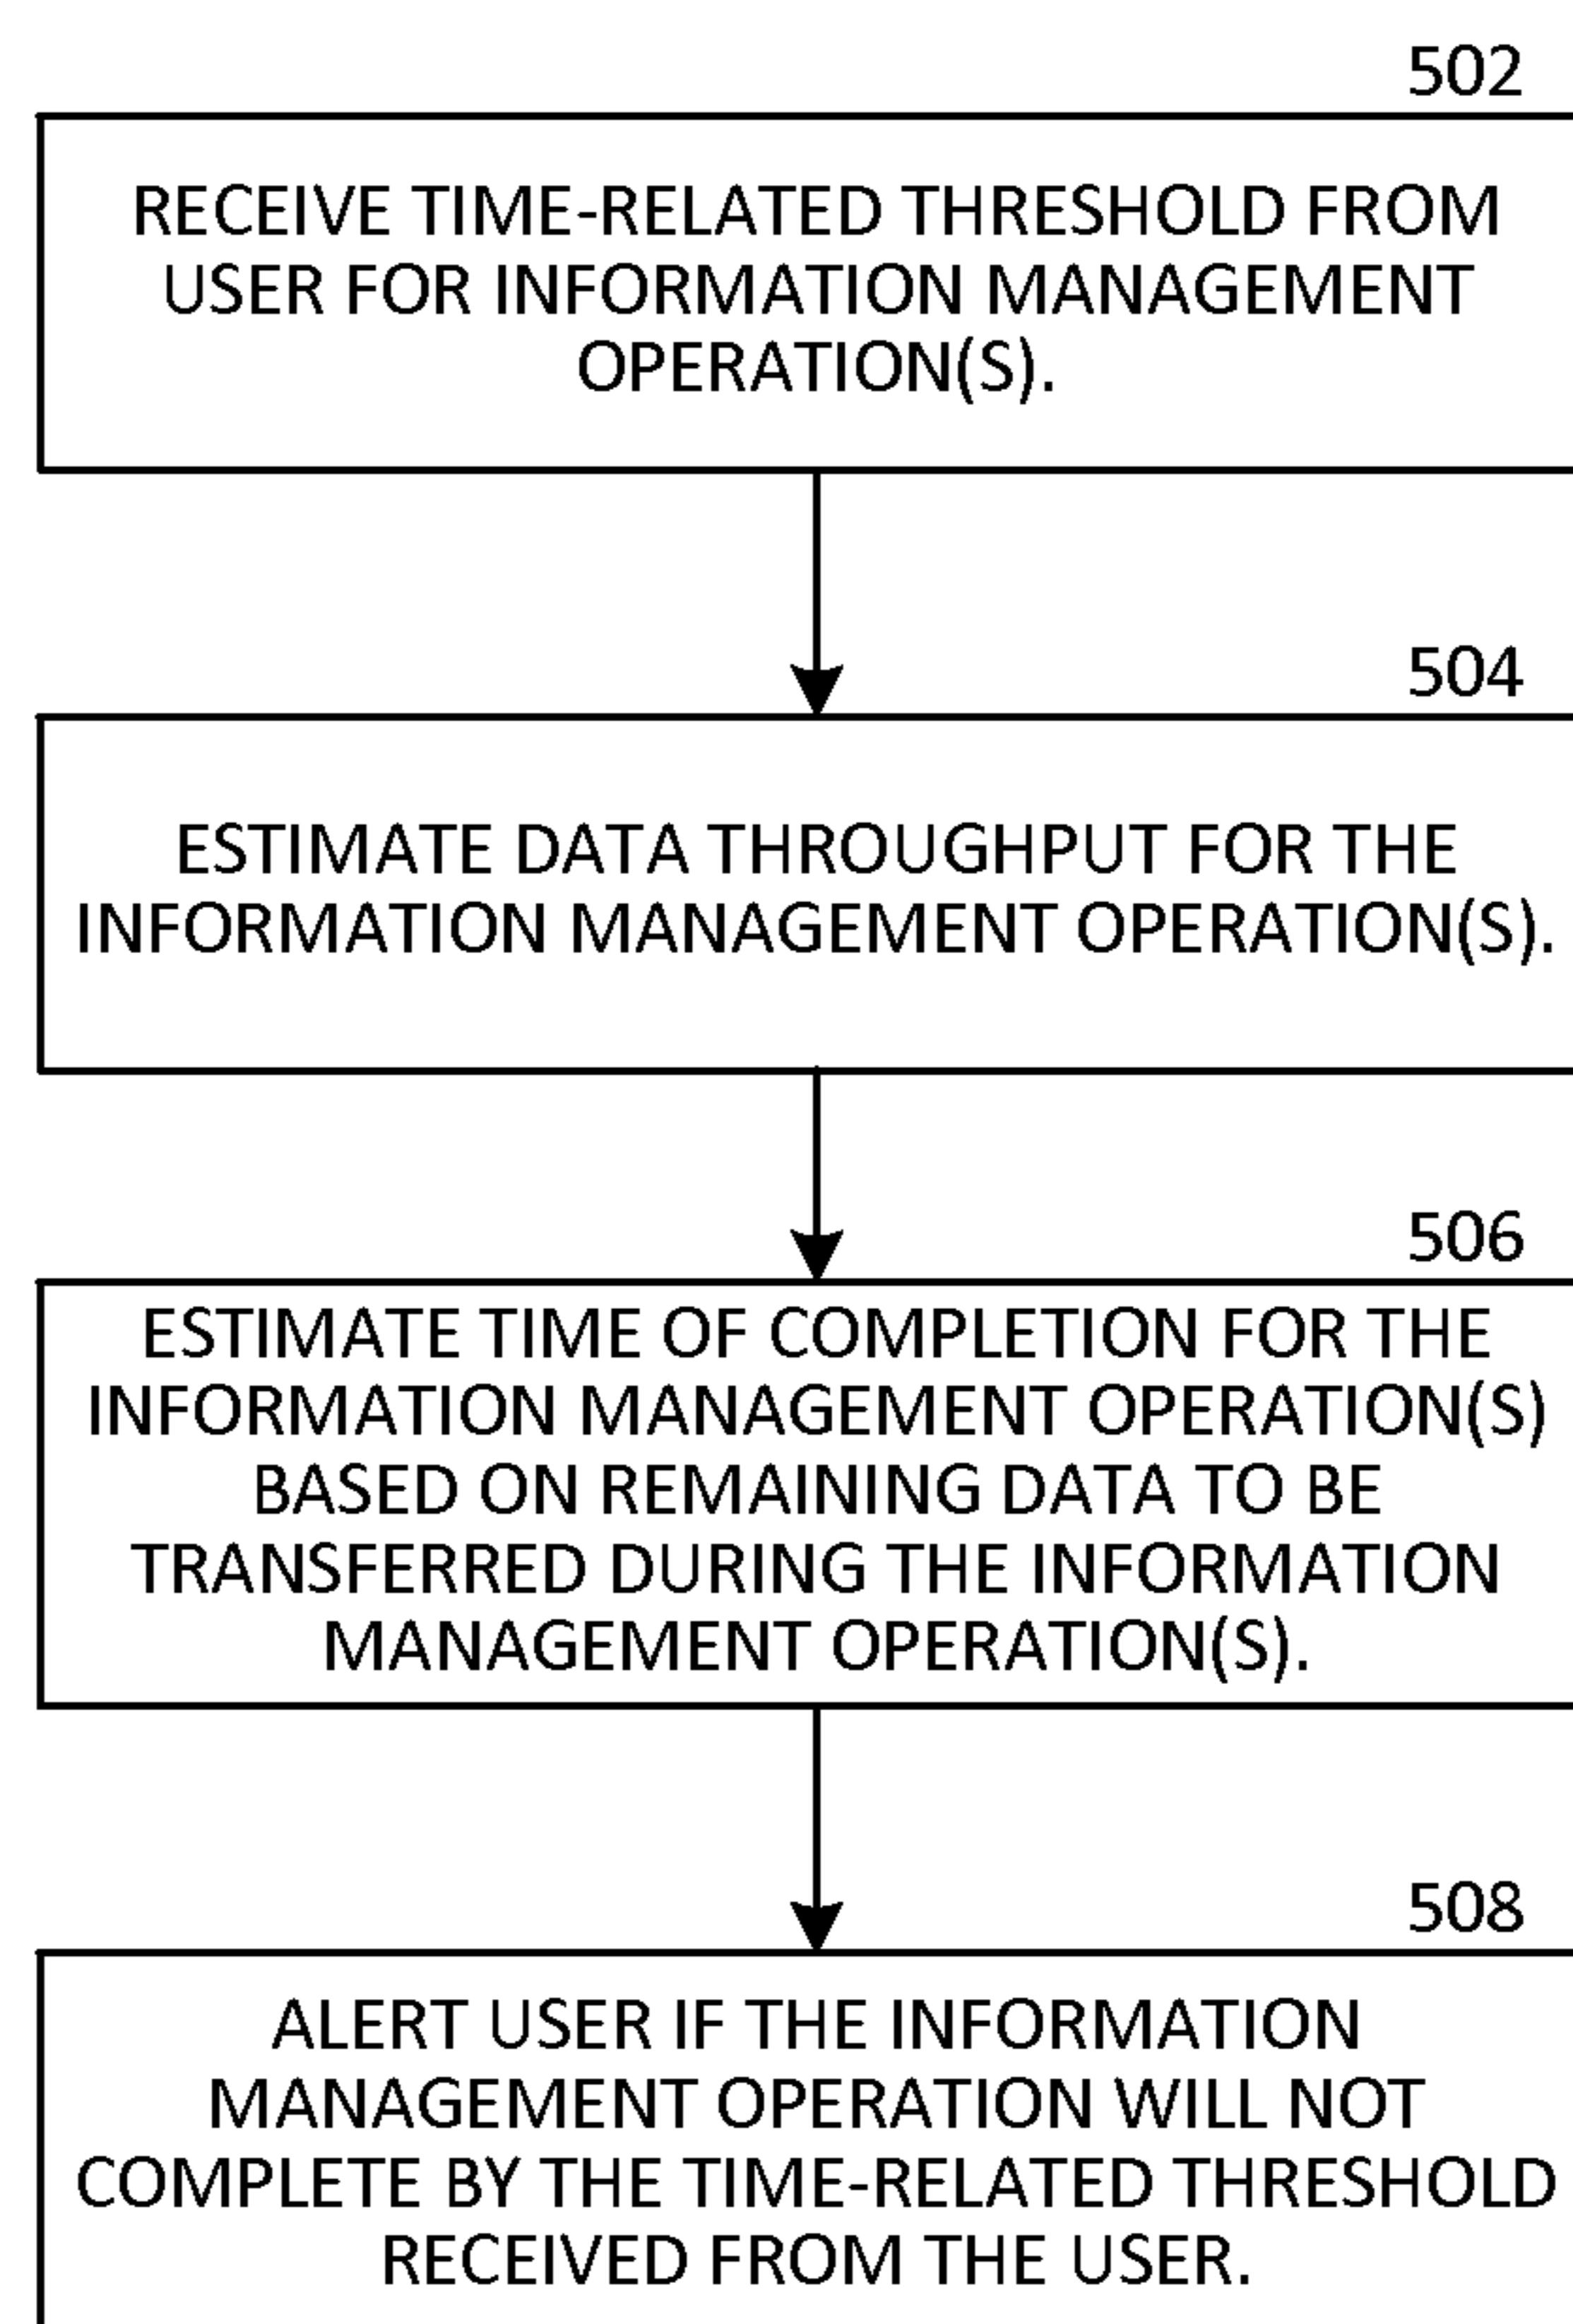 502
RECEIVE TIME-RELATED THRESHOLD FROM
USER FOR INFORMATION MANAGEMENT
OPERATION(S).
504
ESTIMATE DATA THROUGHPUT FOR THE
INFORMATION MANAGEMENT OPERATION(S).
506
ESTIMATE TIME OF COMPLETION FOR THE
INFORMATION MANAGEMENT OPERATION(S)
BASED ON REMAINING DATA TO BE
TRANSFERRED DURING THE INFORMATION
MANAGEMENT OPERATION(S).
508
ALERT USER IF THE INFORMATION
MANAGEMENT OPERATION WILL NOT
COMPLETE BY THE TIME-RELATED THRESHOLD
RECEIVED FROM THE USER.